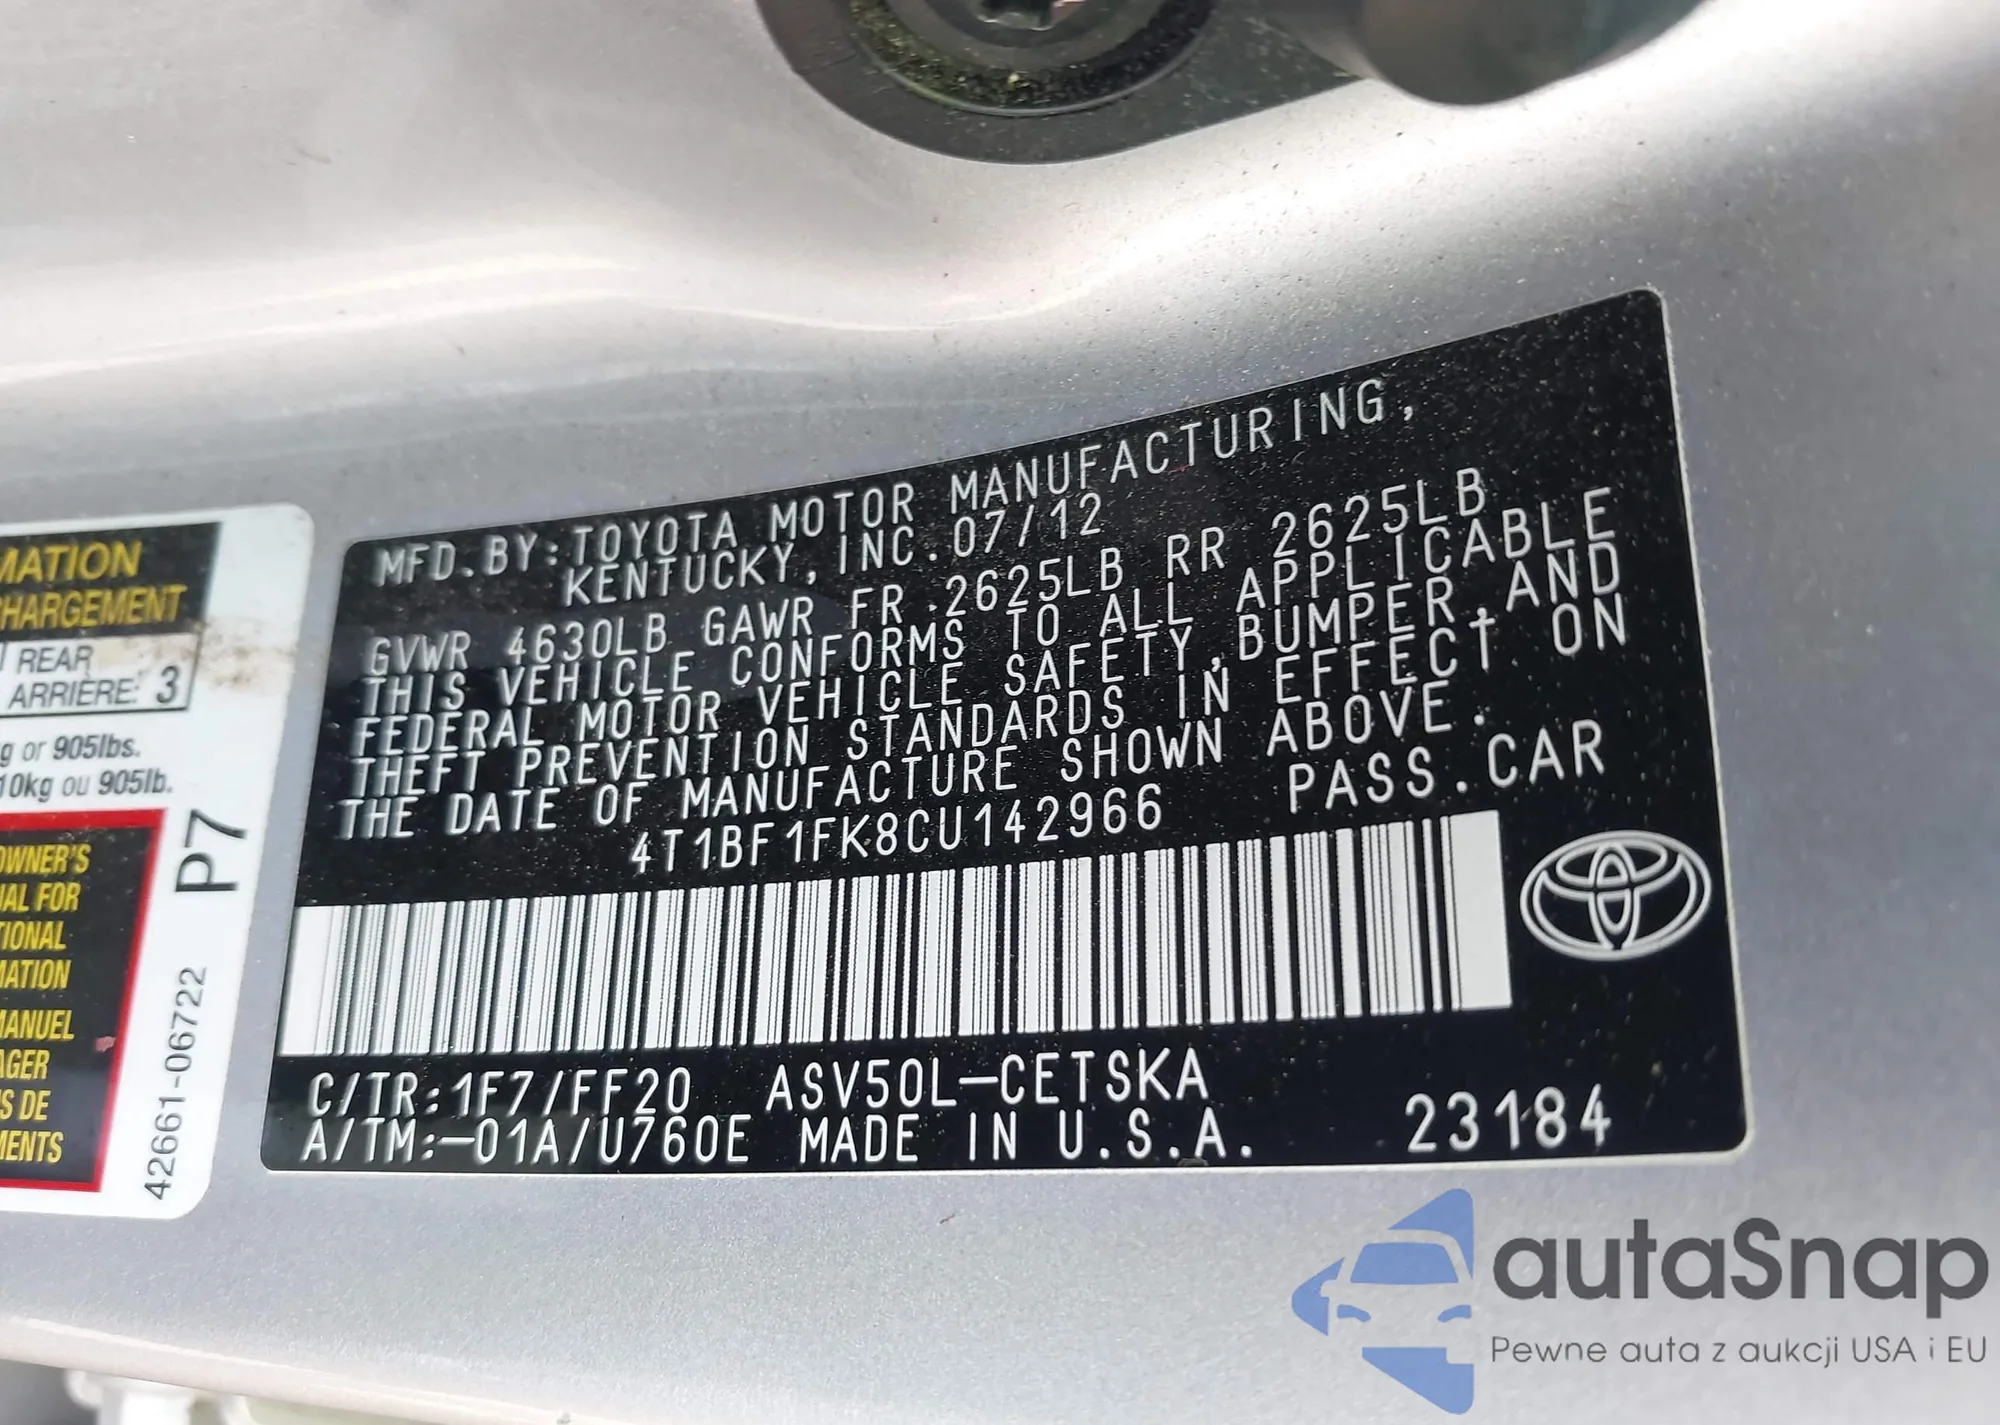 MFD.BY:TOYOTA MOTOR MANUFACTURING,
KENTUCKY, INC.07/12
GVWR 4630LB GAWR FR 2625LB RR 2625LB
THIS VEHICLE CONFORMS TO ALL APPLICABLE
FEDERAL MOTOR VEHICLE SAFETY,BUMPER,AND
THEFT PREVENTION STANDARDS IN EFFECT ON
THE DATE OF MANUFACTURE SHOWN ABOVE.
4T1BF1FK8CU142966 PASS.CAR
C/TR:1F7/FF20 ASV50L-CETSKA
A/TM:-01A/U760E MADE IN U.S.A. 23184
MATION
HARGEMENT
REAR
ARRIÈRE: 3
g or 905lbs.
10kg ou 905lb.
P7
OWNER'S
UAL FOR
TIONAL
MATION
MANUEL
AGER
S DE
MENTS
42661-06722
autaSnap
Pewne auta z aukcji USA i EU